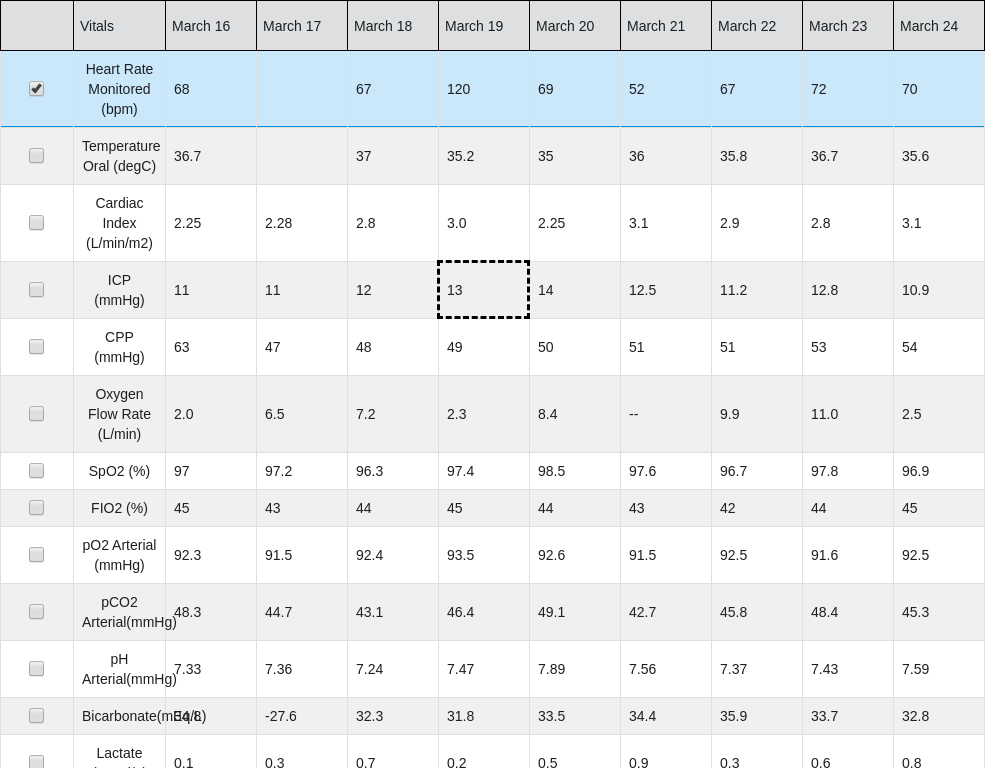 Vitals March 16 March 17 March 18 March 19 March 20 March 21 March 22 March 23 March 24
Heart Rate
Monitored
(bpm)
68 67 120 69 52 67 72 70
Temperature
Oral (degC)
36.7 37 35.2 35 36 35.8 36.7 35.6
Cardiac
Index
(L/min/m2)
2.25 2.28 2.8 3.0 2.25 3.1 2.9 2.8 3.1
ICP
(mmHg)
11 11 12 13 14 12.5 11.2 12.8 10.9
CPP
(mmHg)
63 47 48 49 50 51 51 53 54
Oxygen
Flow Rate
(L/min)
2.0 6.5 7.2 2.3 8.4 -- 9.9 11.0 2.5
SpO2 (%) 97 97.2 96.3 97.4 98.5 97.6 96.7 97.8 96.9
FIO2 (%) 45 43 44 45 44 43 42 44 45
pO2 Arterial
(mmHg)
92.3 91.5 92.4 93.5 92.6 91.5 92.5 91.6 92.5
pCO2
Arterial(mmHg)
48.3 44.7 43.1 46.4 49.1 42.7 45.8 48.4 45.3
pH
Arterial(mmHg)
7.33 7.36 7.24 7.47 7.89 7.56 7.37 7.43 7.59
Bicarbonate(mEq/L) -27.6 32.3 31.8 33.5 34.4 35.9 33.7 32.8
Lactate
0.1 0.3 0.7 0.2 0.5 0.9 0.3 0.6 0.8